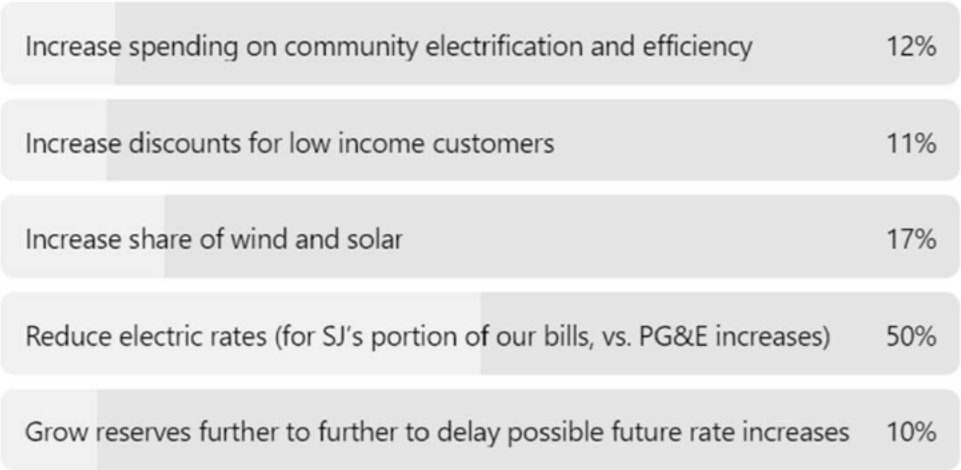 Increase spending on community electrification and efficiency 12%
Increase discounts for low income customers 11%
Increase share of wind and solar 17%
Reduce electric rates (for SJ's portion of our bills, vs. PG&E increases) 50%
Grow reserves further to further to delay possible future rate increases 10%